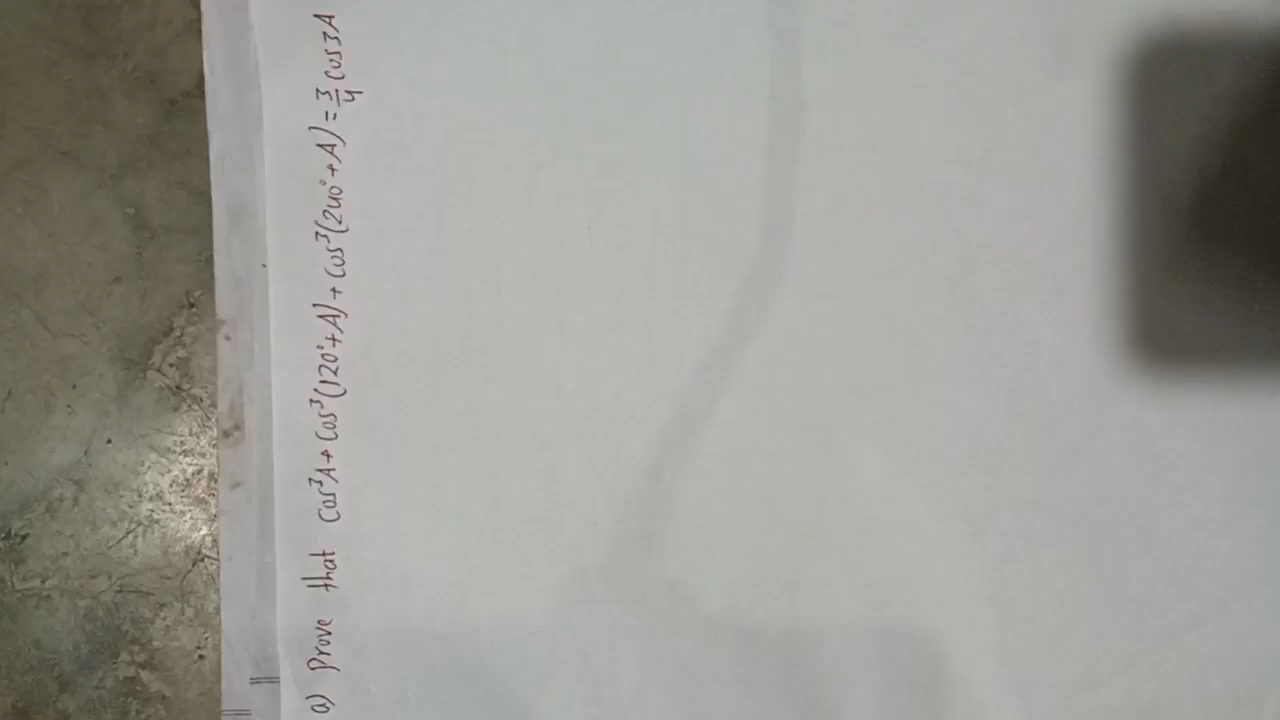 a) prove that cos³A + cos³(120° + A) + cos³(240° + A) = 3/4 cos3A